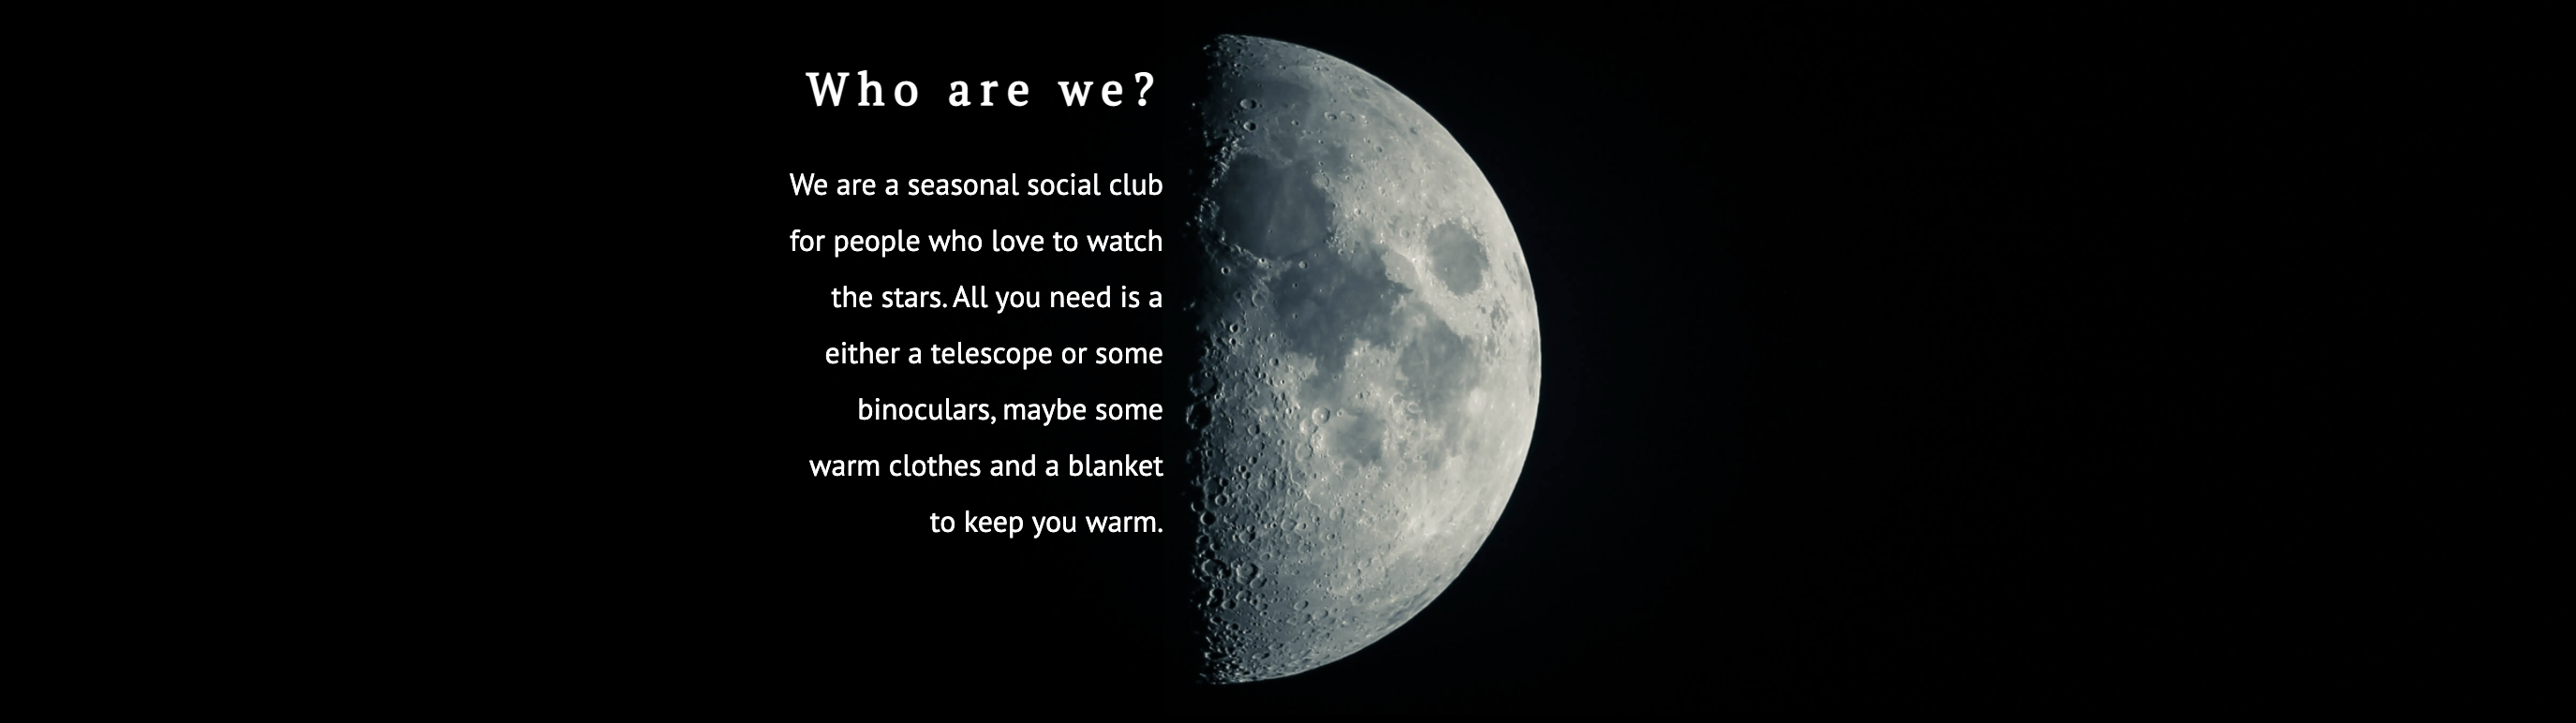 Who are we?
We are a seasonal social club
for people who love to watch
the stars. All you need is a
either a telescope or some
binoculars, maybe some
warm clothes and a blanket
to keep you warm.